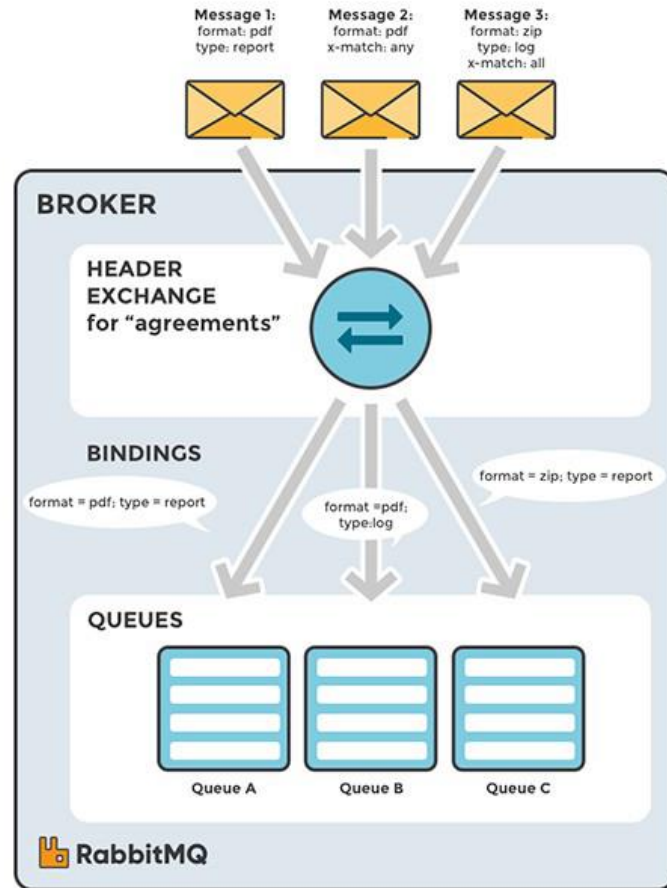 Message 1:
format: pdf
type: report
Message 2:
format: pdf
x-match: any
Message 3:
format: zip
type: log
x-match: all
BROKER
HEADER
EXCHANGE
for “agreements”
BINDINGS
format = pdf; type = report
format =pdf;
type:log
format = zip; type = report
QUEUES
Queue A
Queue B
Queue C
RabbitMQ